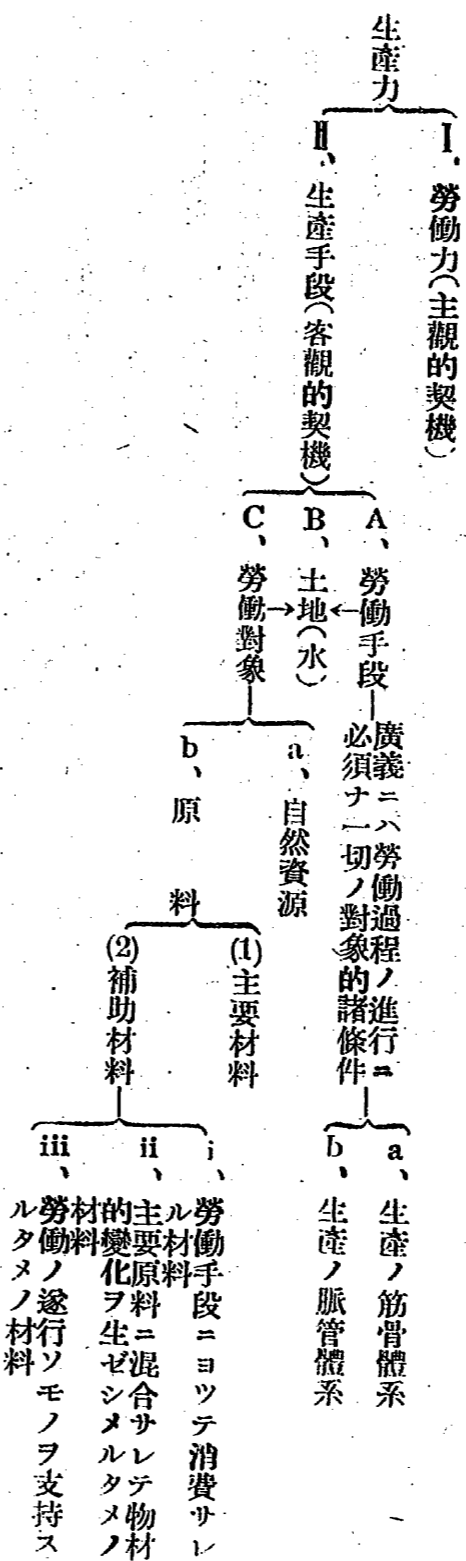 生產力
Ⅰ、勞働力(主觀的契機)
Ⅱ、生產手段(客觀的契機)
A、勞働手段
廣義ニハ勞働過程ノ進行ニ
必須ナ一切ノ對象的諸條件
a、生產ノ筋骨體系
b、生產ノ脈管體系
B、土地(水)
C、勞働對象
a、自然資源
b、原料
(1)主要材料
(2)補助材料
i、勞働手段ニヨツテ消費サレ
ル材料
ii、主要原料ニ混合サレテ物材
的變化ヲ生ゼシメルタメノ
材料
iii、勞働ノ遂行ソモノヲ支持ス
ルタメノ材料